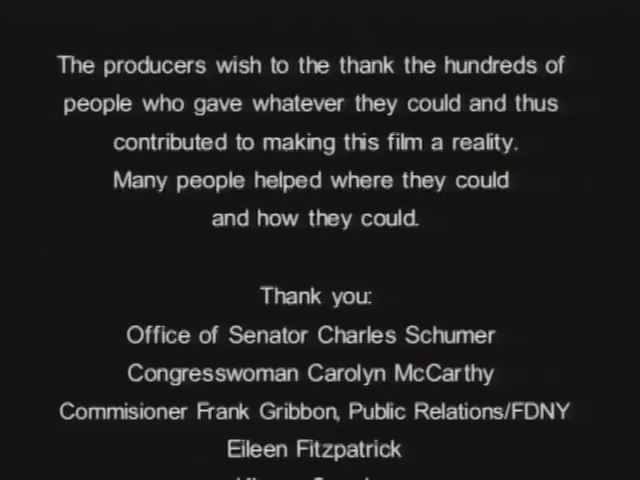 The producers wish to the thank the hundreds of
people who gave whatever they could and thus
contributed to making this film a reality.
Many people helped where they could
and how they could.
Thank you:
Office of Senator Charles Schumer
Congresswoman Carolyn McCarthy
Commisioner Frank Gribbon, Public Relations/FDNY
Eileen Fitzpatrick